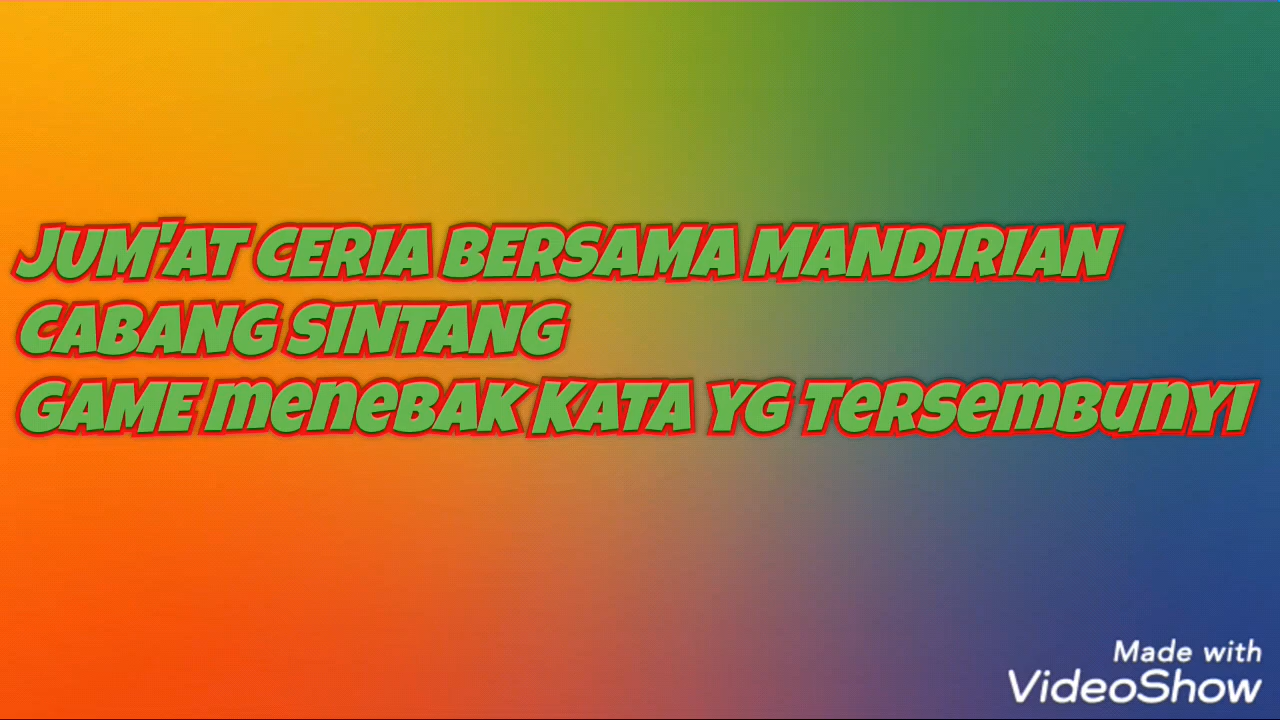 JUM'AT CERIA BERSAMA MANDIRIAN
CABANG SINTANG
GAME menebak KATA yg tersembunyi
Made with
VideoShow